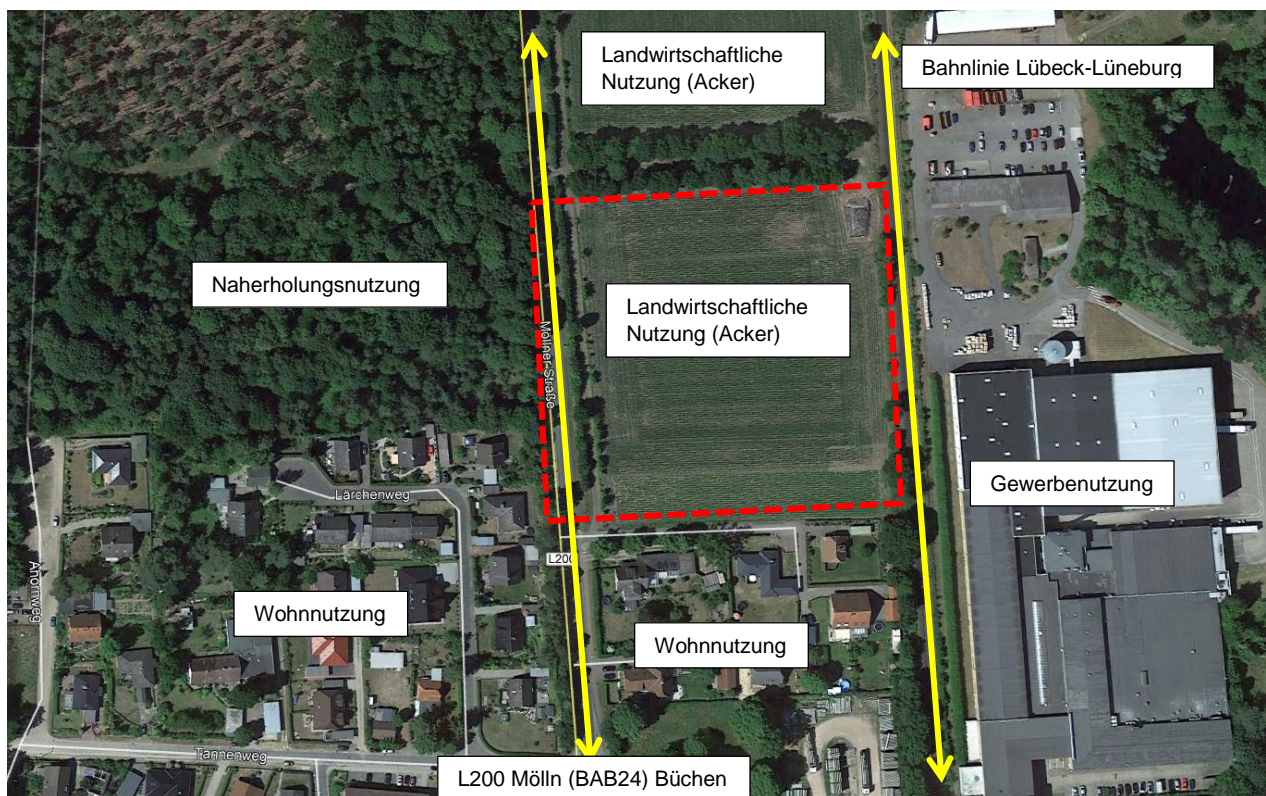 Landwirtschaftliche
Nutzung (Acker)
Bahnlinie Lübeck-Lüneburg
Naherholungsnutzung
Landwirtschaftliche
Nutzung (Acker)
Möllner-Straße
Lärchenweg
Gewerbenutzung
L200
Ahornweg
Wohnnutzung
Wohnnutzung
Tannenweg
L200 Mölln (BAB24) Büchen